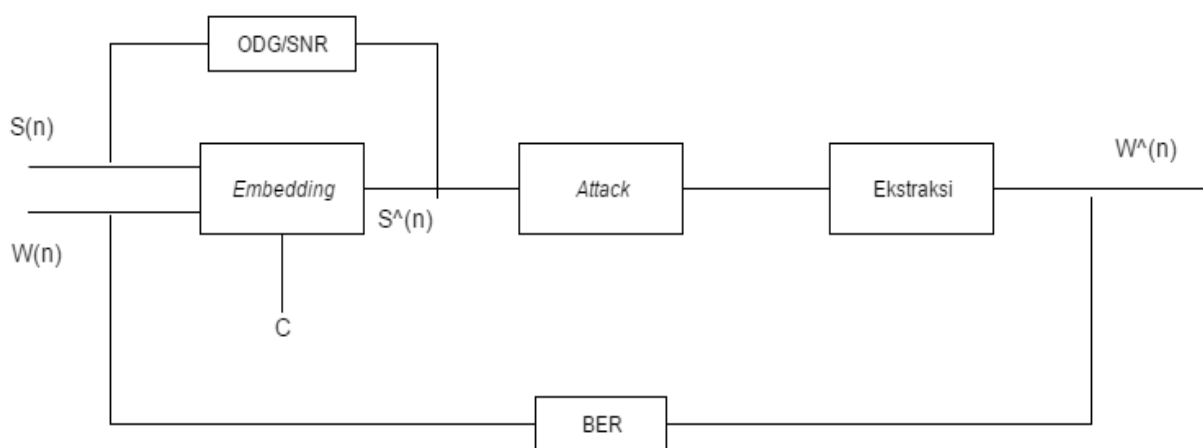 ODG/SNR
S(n)
W^(n)
Embedding
Attack
Ekstraksi
S^(n)
W(n)
C
BER